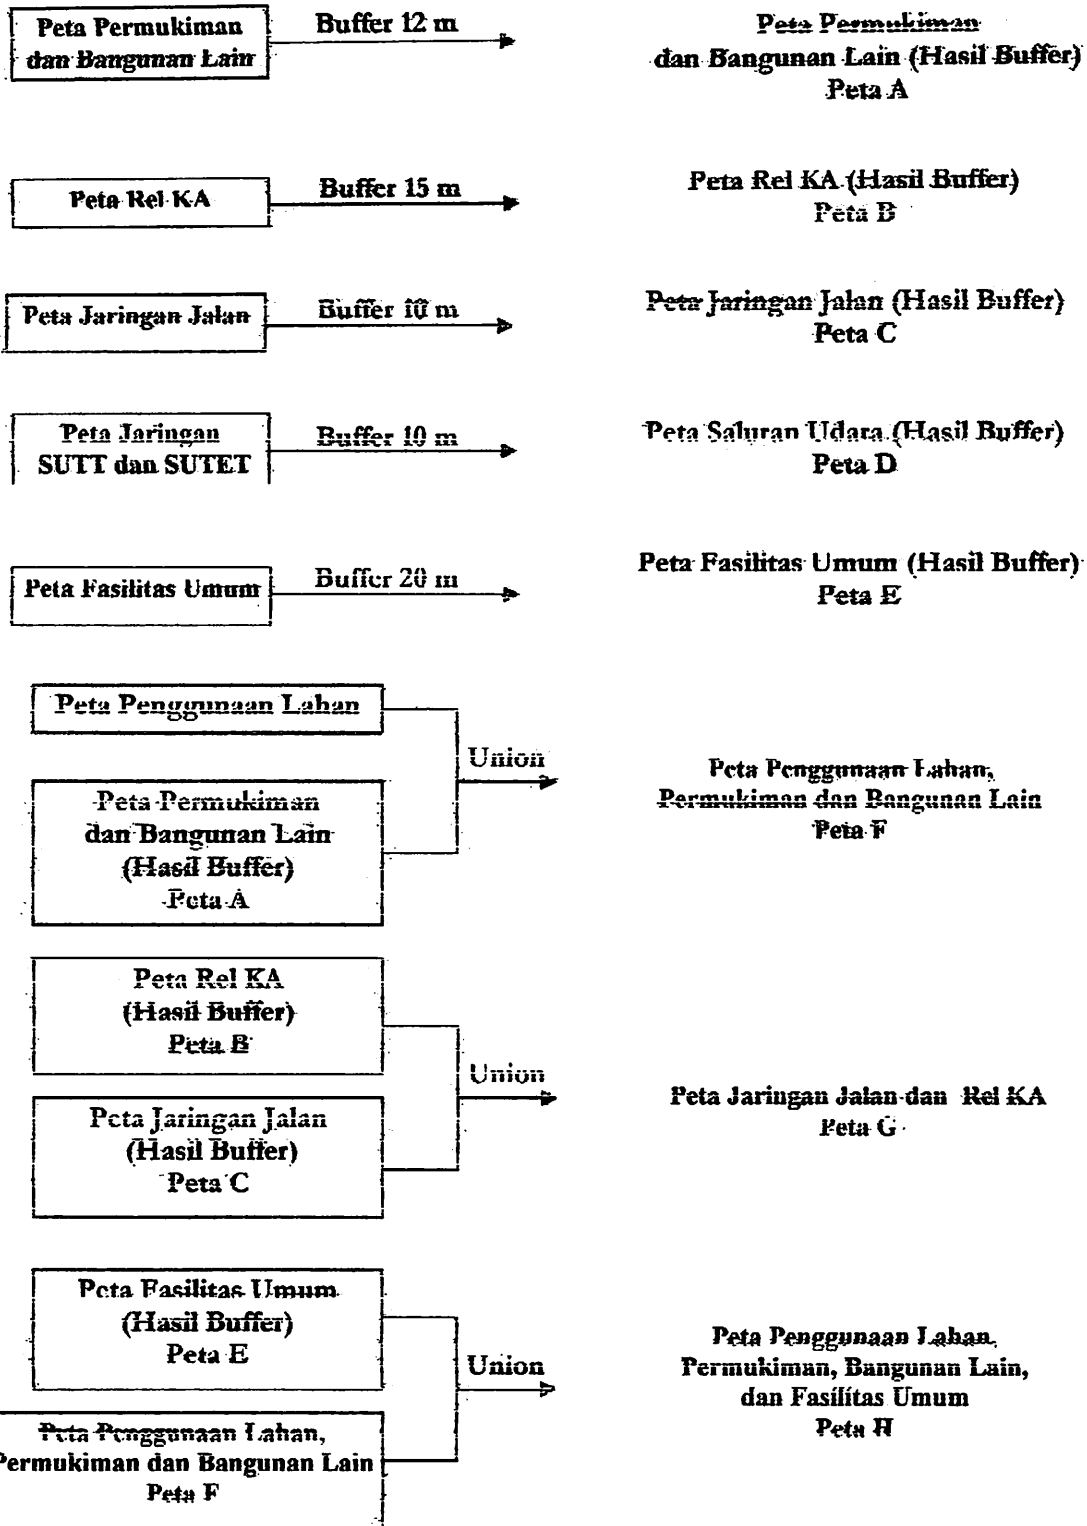 Peta Permukiman
dan Bangunan Lain
Buffer 12 m
Peta Permukiman
dan Bangunan Lain (Hasil Buffer)
Peta A
Peta Rel KA
Buffer 15 m
Peta Rel KA (Hasil Buffer)
Peta B
Peta Jaringan Jalan
Buffer 10 m
Peta Jaringan Jalan (Hasil Buffer)
Peta C
Peta Jaringan
SUTT dan SUTET
Buffer 10 m
Peta Saluran Udara (Hasil Buffer)
Peta D
Peta Fasilitas Umum
Buffer 20 m
Peta Fasilitas Umum (Hasil Buffer)
Peta E
Peta Penggunaan Lahan
Peta Permukiman
dan Bangunan Lain
(Hasil Buffer)
Peta A
Union
Peta Penggunaan Lahan,
Permukiman dan Bangunan Lain
Peta F
Peta Rel KA
(Hasil Buffer)
Peta B
Peta Jaringan Jalan
(Hasil Buffer)
Peta C
Union
Peta Jaringan Jalan dan Rel KA
Peta G
Peta Fasilitas Umum
(Hasil Buffer)
Peta E
Peta Penggunaan Lahan,
Permukiman dan Bangunan Lain
Peta F
Union
Peta Penggunaan Lahan,
Permukiman, Bangunan Lain,
dan Fasilitas Umum
Peta H